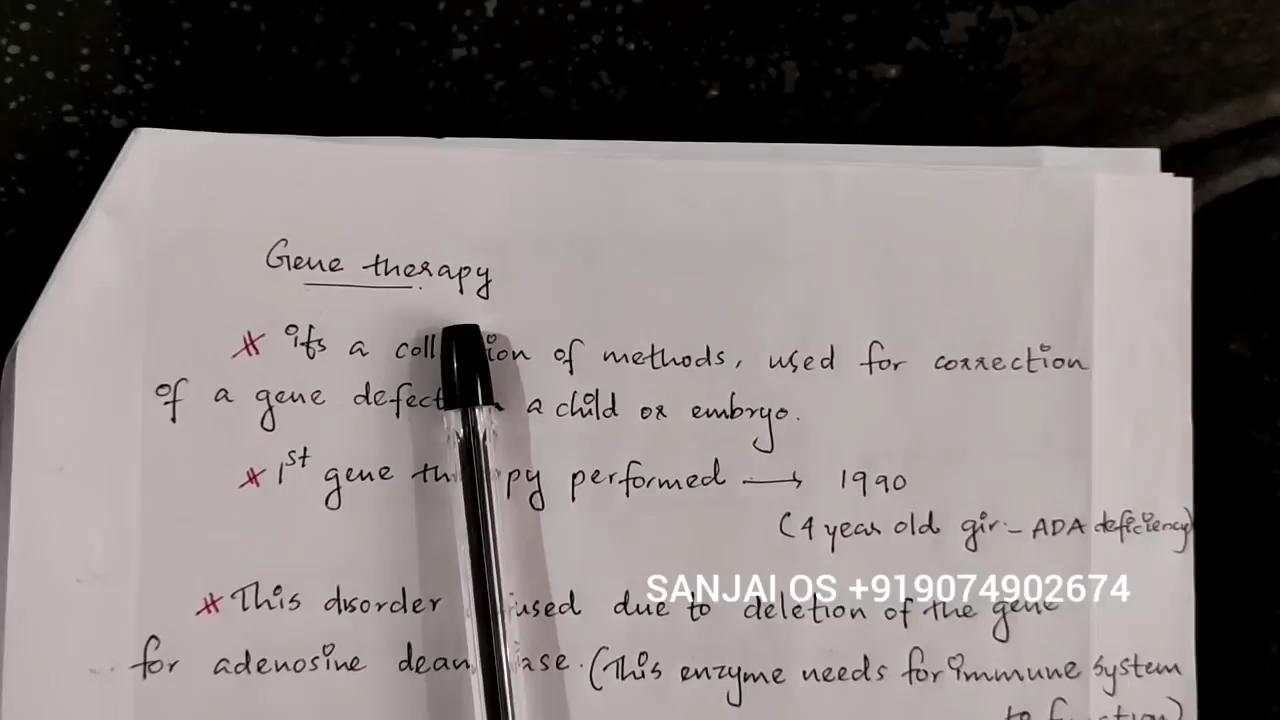 Gene therapy
* its a coll ion of methods, used for correction
of a gene defect a child or embryo.
* 1st gene th py performed → 1990
(4 year old gir - ADA deficiency)
SANJAI OS +919074902674
* This disorder used due to deletion of the gene
for adenosine dean ase. (This enzyme needs for immune system
to function)